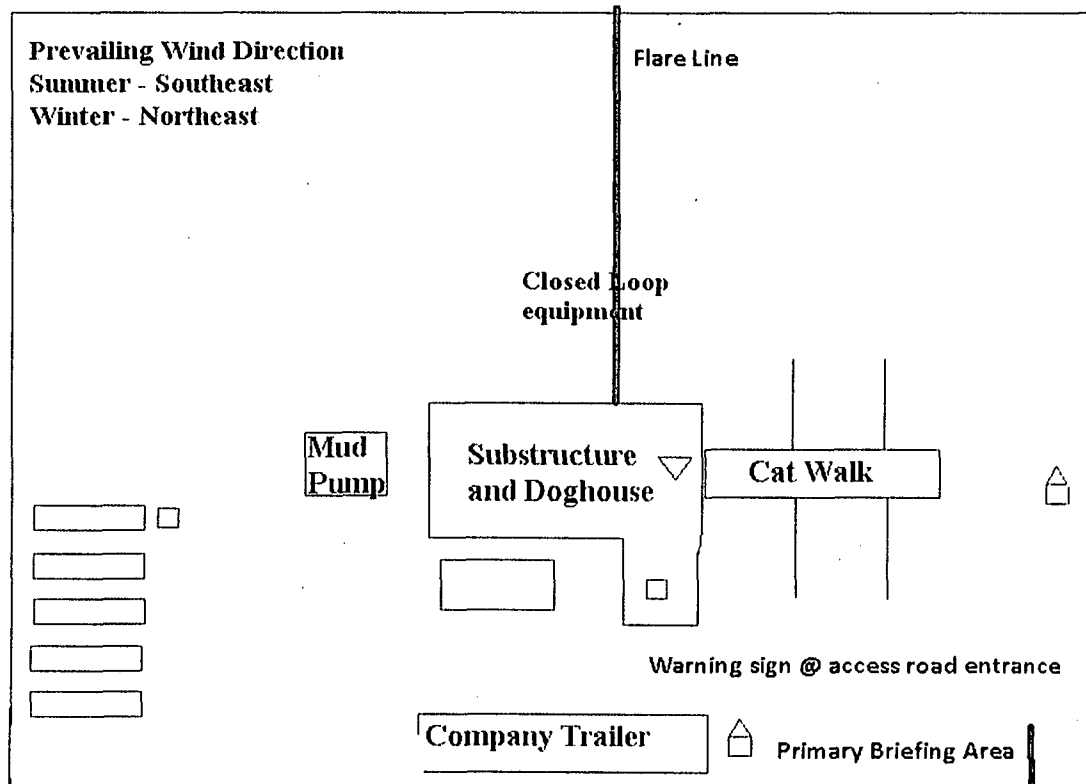 Prevailing Wind Direction
Summer - Southeast
Winter - Northeast
Flare Line
Closed Loop
equipment
Mud
Pump
Substructure
and Doghouse
Cat Walk
Warning sign @ access road entrance
Company Trailer
Primary Briefing Area